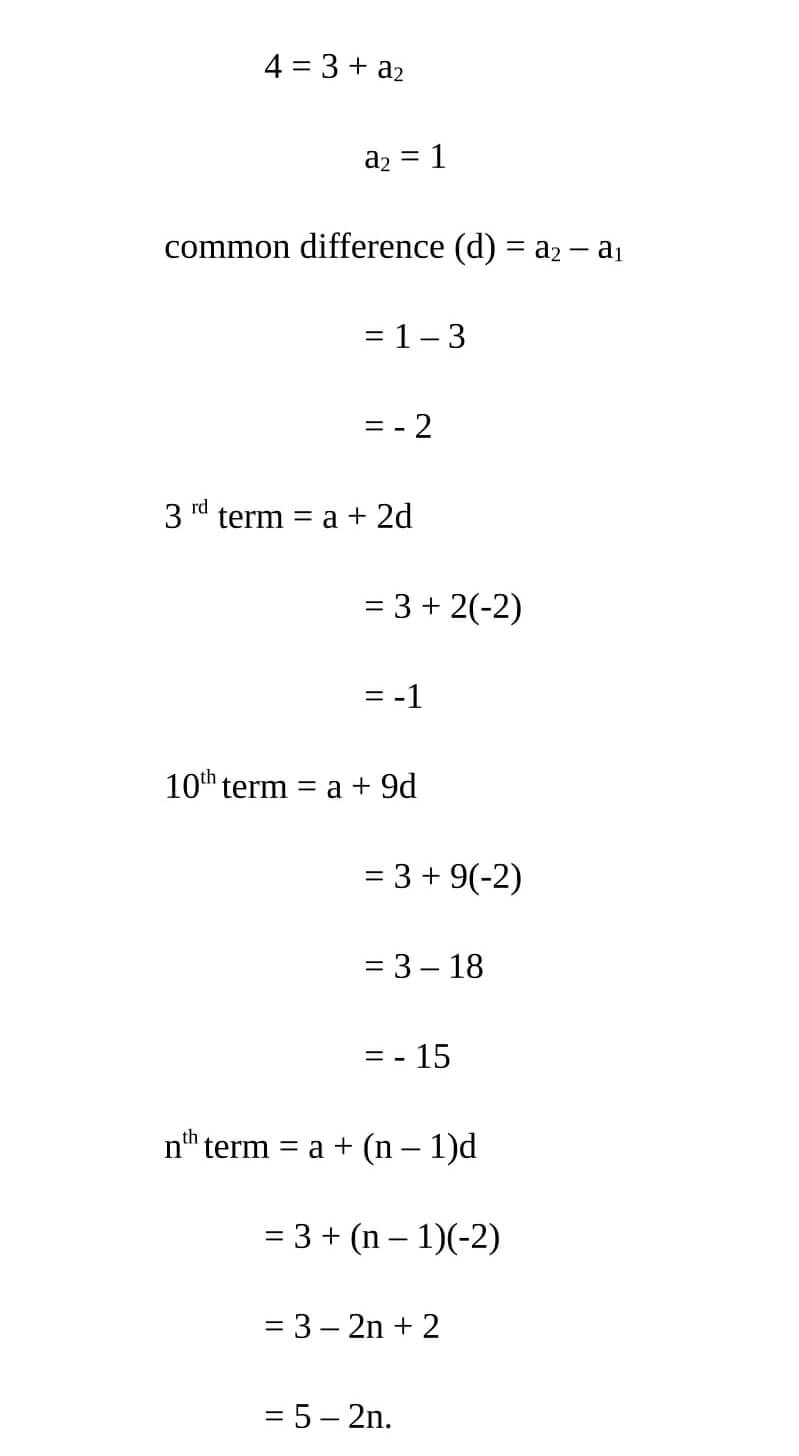 4 = 3 + a₂
a₂ = 1
common difference (d) = a₂ – a₁
= 1 – 3
= - 2
3 ʳᵈ term = a + 2d
= 3 + 2(-2)
= -1
10ᵗʰ term = a + 9d
= 3 + 9(-2)
= 3 – 18
= - 15
nᵗʰ term = a + (n – 1)d
= 3 + (n – 1)(-2)
= 3 – 2n + 2
= 5 – 2n.